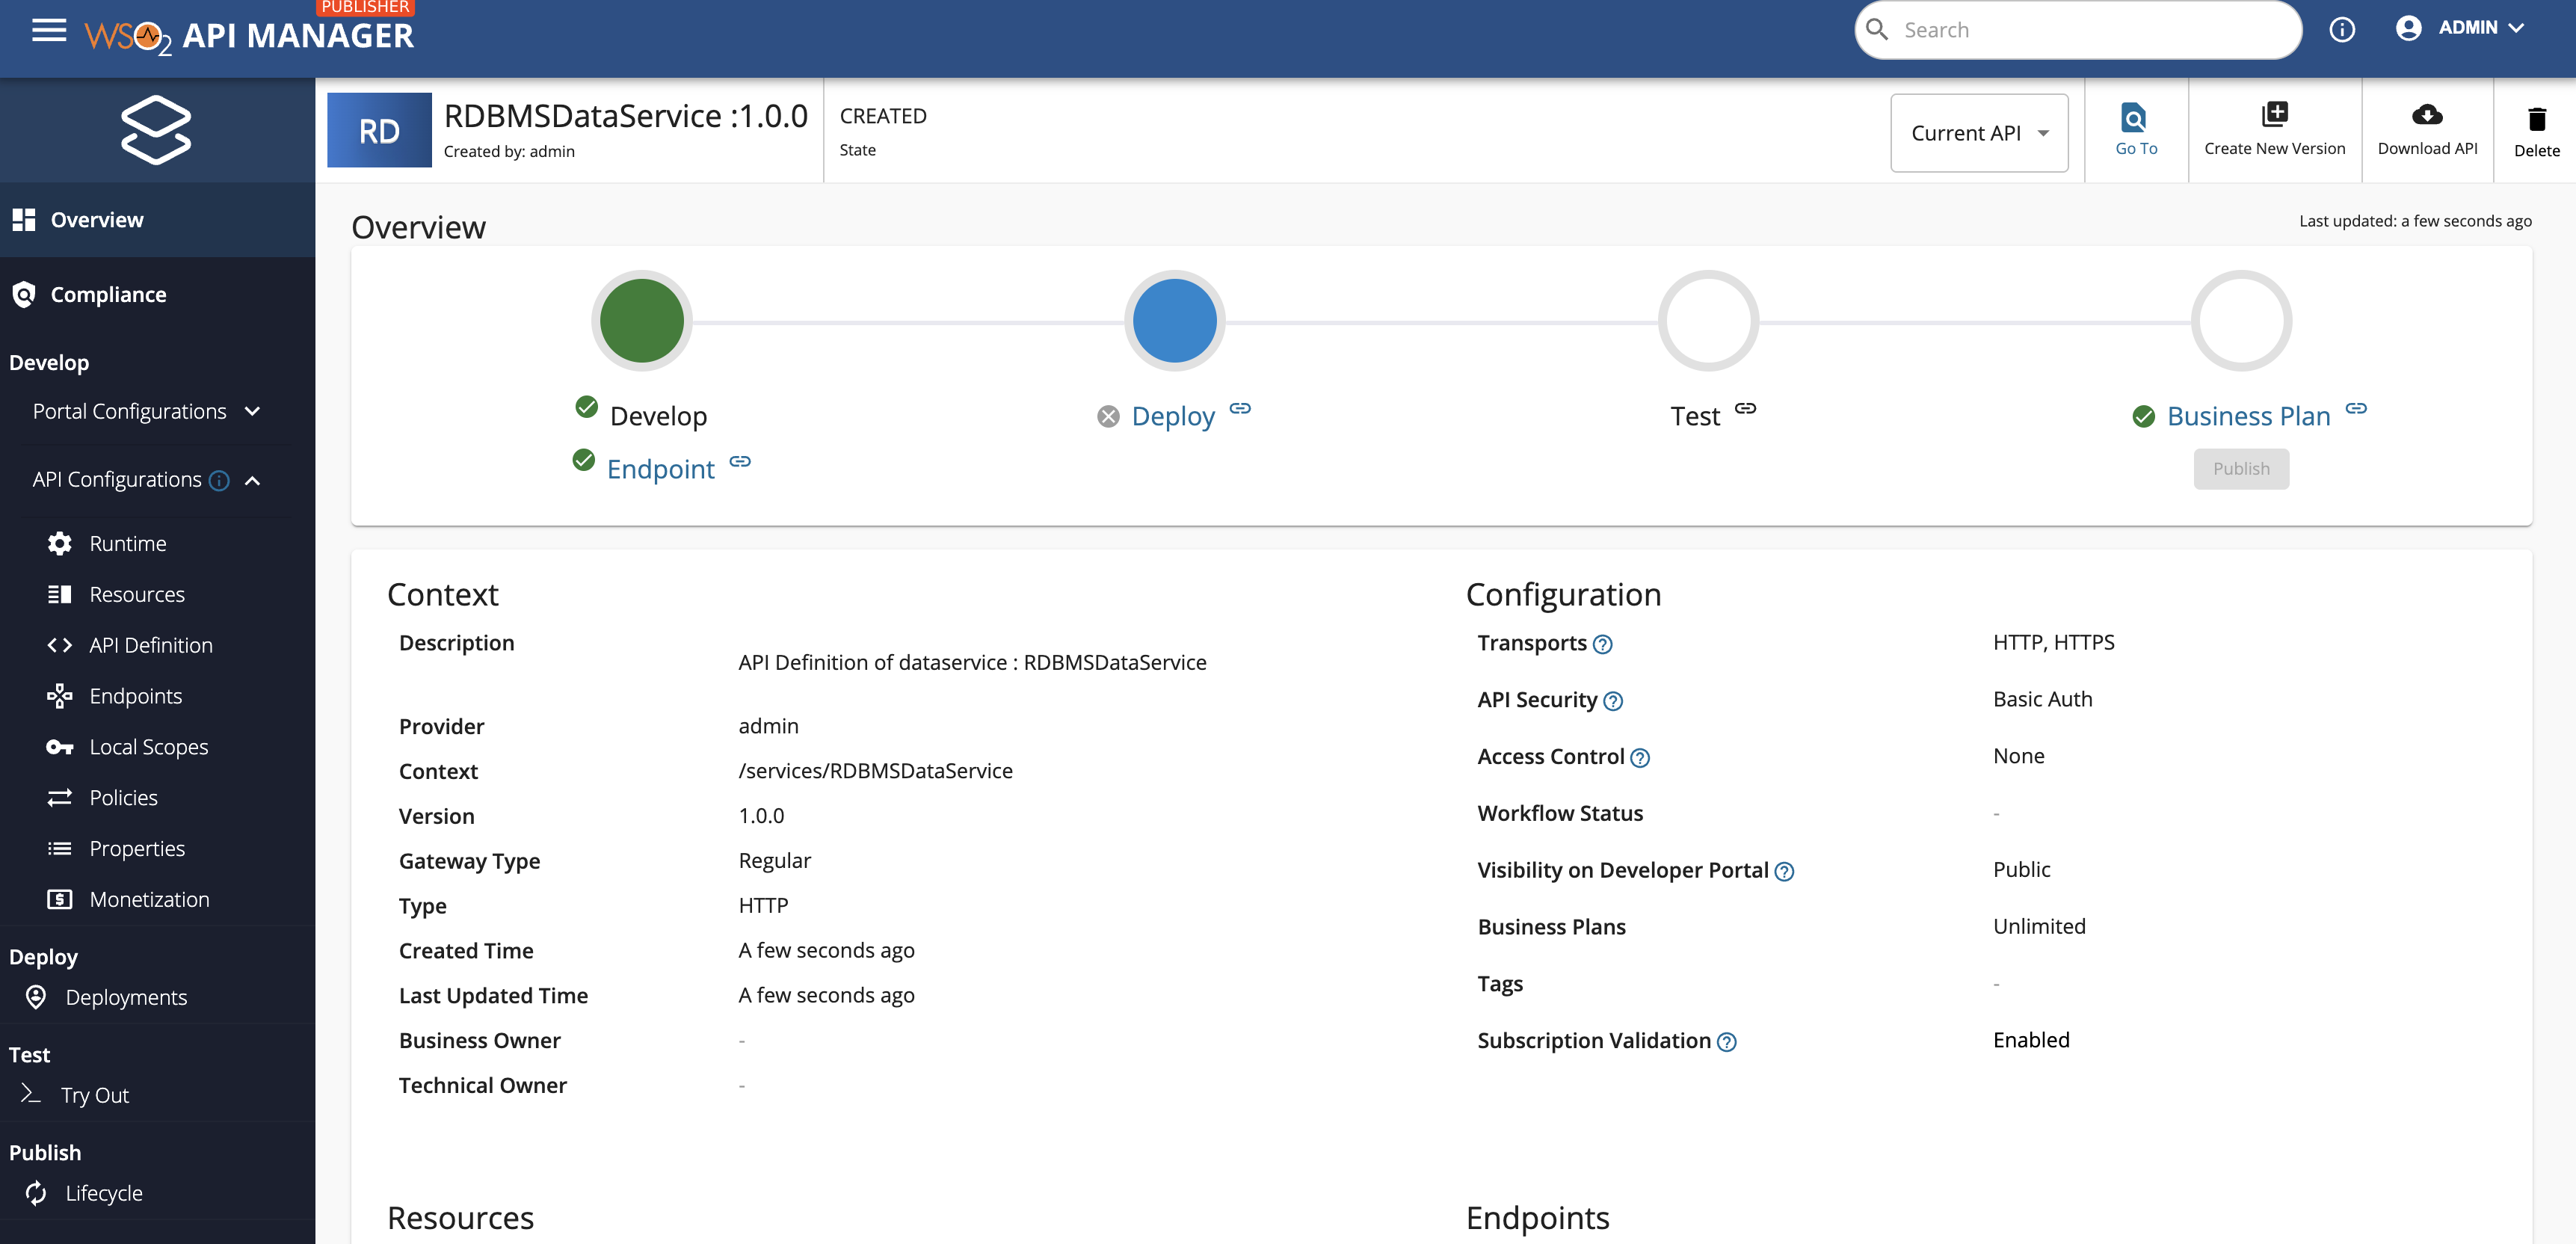 PUBLISHER
WSO2 API MANAGER
Search
ADMIN
RD
RDBMSDataService :1.0.0
Created by: admin
CREATED
State
Current API
Go To
Create New Version
Download API
Delete
Overview
Compliance
Develop
Portal Configurations
API Configurations
Runtime
Resources
API Definition
Endpoints
Local Scopes
Policies
Properties
Monetization
Deploy
Deployments
Test
Try Out
Publish
Lifecycle
Overview
Last updated: a few seconds ago
Develop
Endpoint
Deploy
Test
Business Plan
Publish
Context
Description
API Definition of dataservice : RDBMSDataService
Provider admin
Context /services/RDBMSDataService
Version 1.0.0
Gateway Type Regular
Type HTTP
Created Time A few seconds ago
Last Updated Time A few seconds ago
Business Owner -
Technical Owner -
Configuration
Transports HTTP, HTTPS
API Security Basic Auth
Access Control None
Workflow Status -
Visibility on Developer Portal Public
Business Plans Unlimited
Tags -
Subscription Validation Enabled
Resources
Endpoints